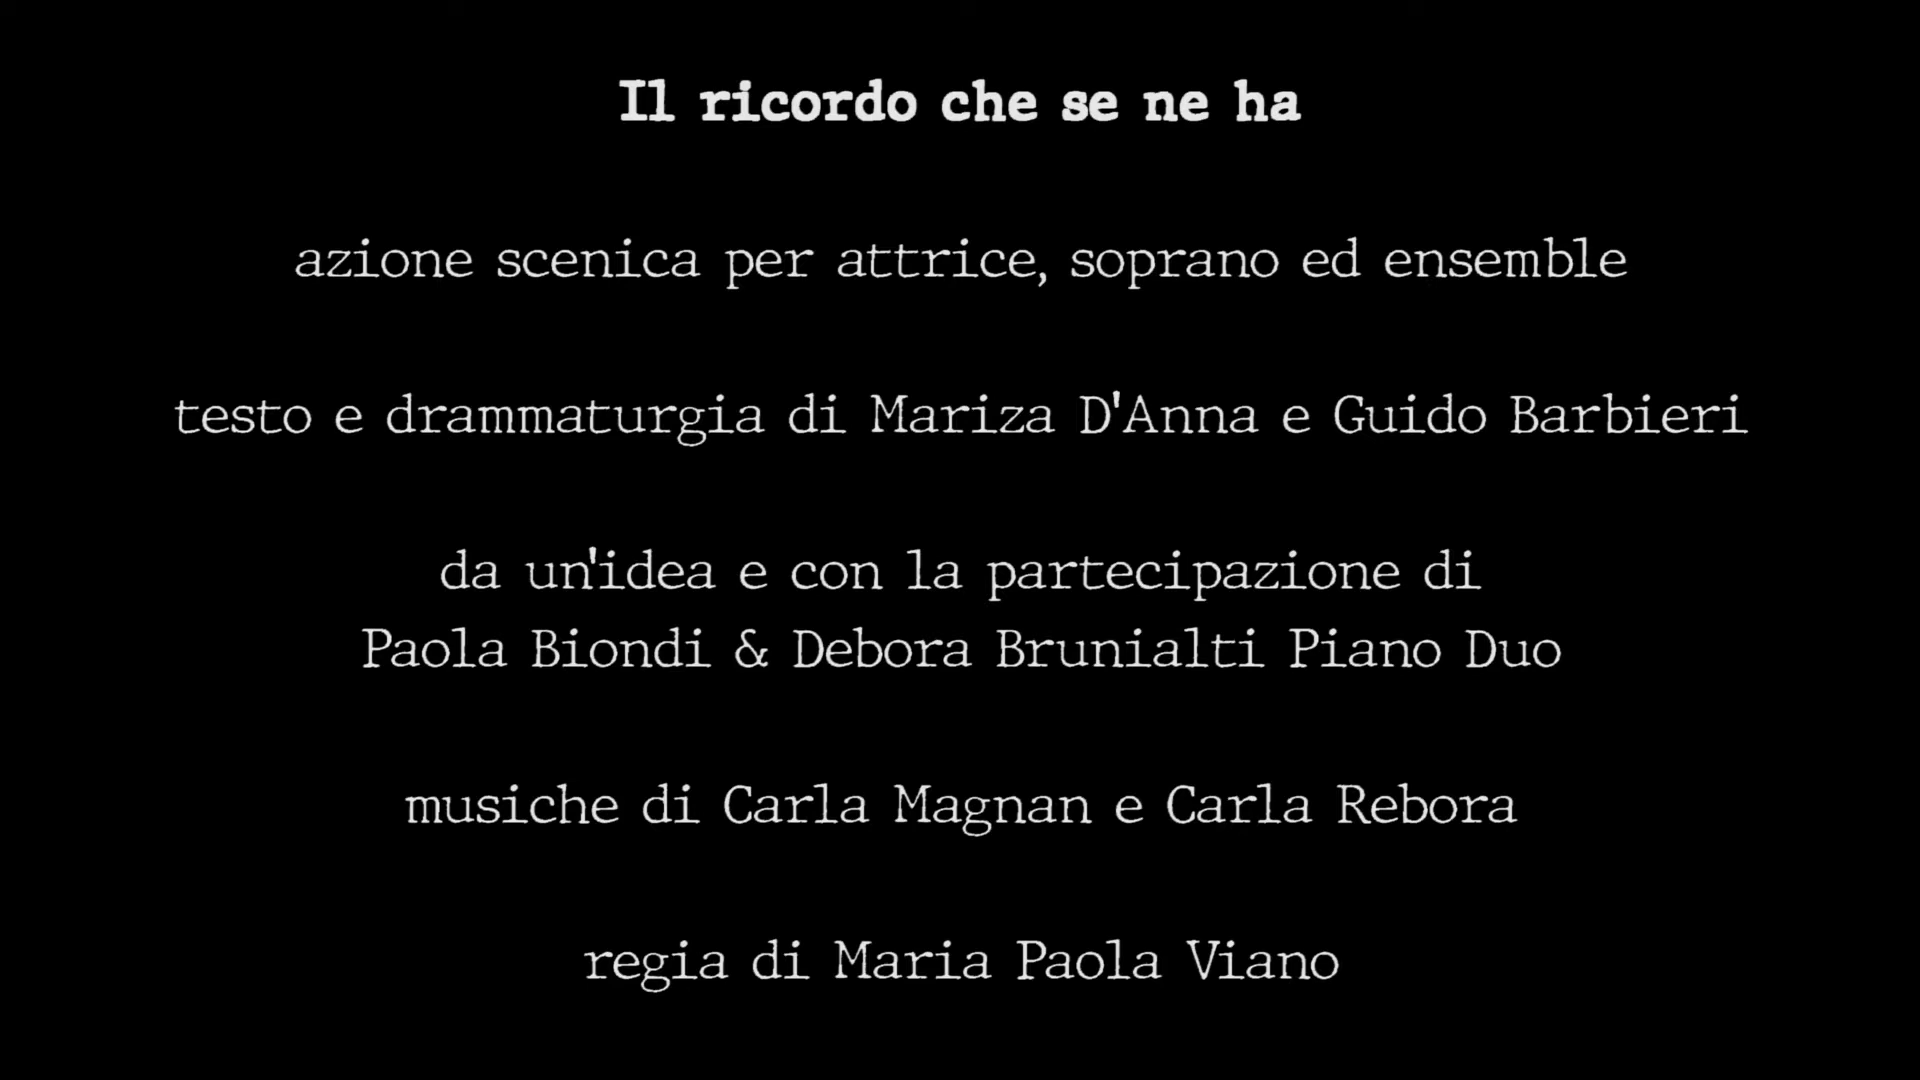 Il ricordo che se ne ha
azione scenica per attrice, soprano ed ensemble
testo e drammaturgia di Mariza D'Anna e Guido Barbieri
da un'idea e con la partecipazione di
Paola Biondi & Debora Brunialti Piano Duo
musiche di Carla Magnan e Carla Rebora
regia di Maria Paola Viano